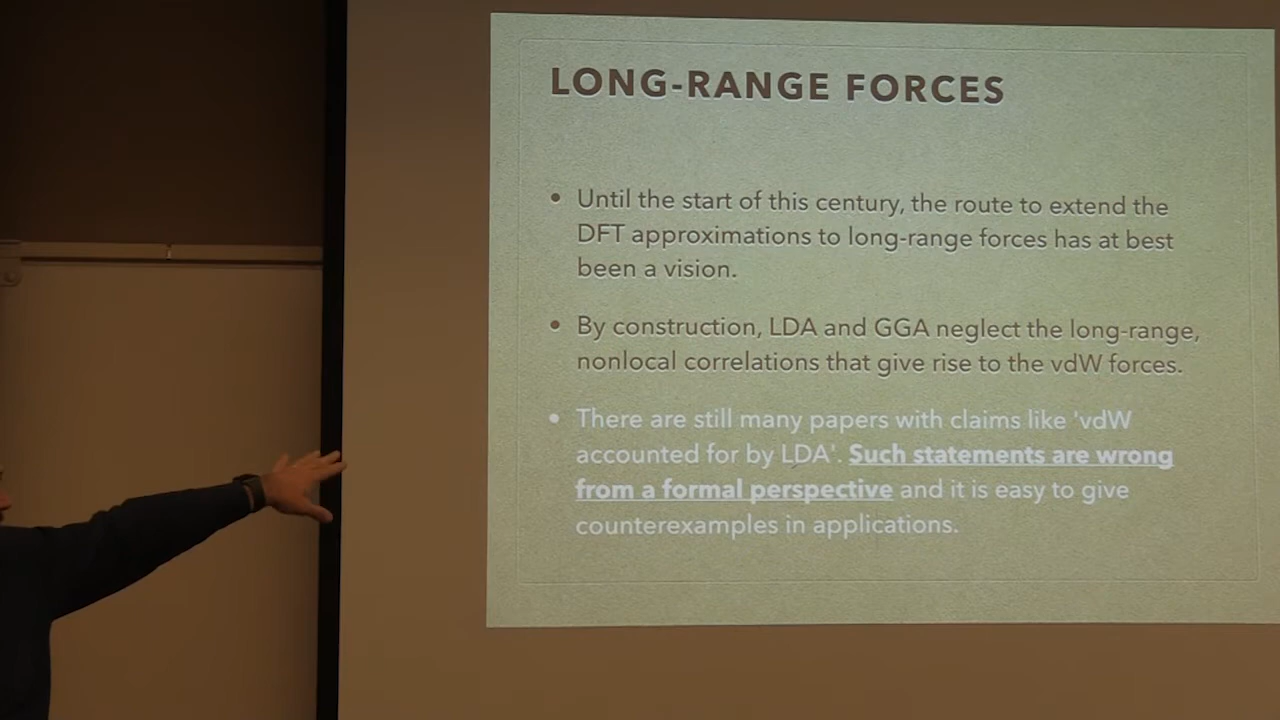 LONG-RANGE FORCES
• Until the start of this century, the route to extend the
DFT approximations to long-range forces has at best
been a vision.
• By construction, LDA and GGA neglect the long-range,
nonlocal correlations that give rise to the vdW forces.
• There are still many papers with claims like 'vdW
accounted for by LDA'. Such statements are wrong
from a formal perspective and it is easy to give
counterexamples in applications.